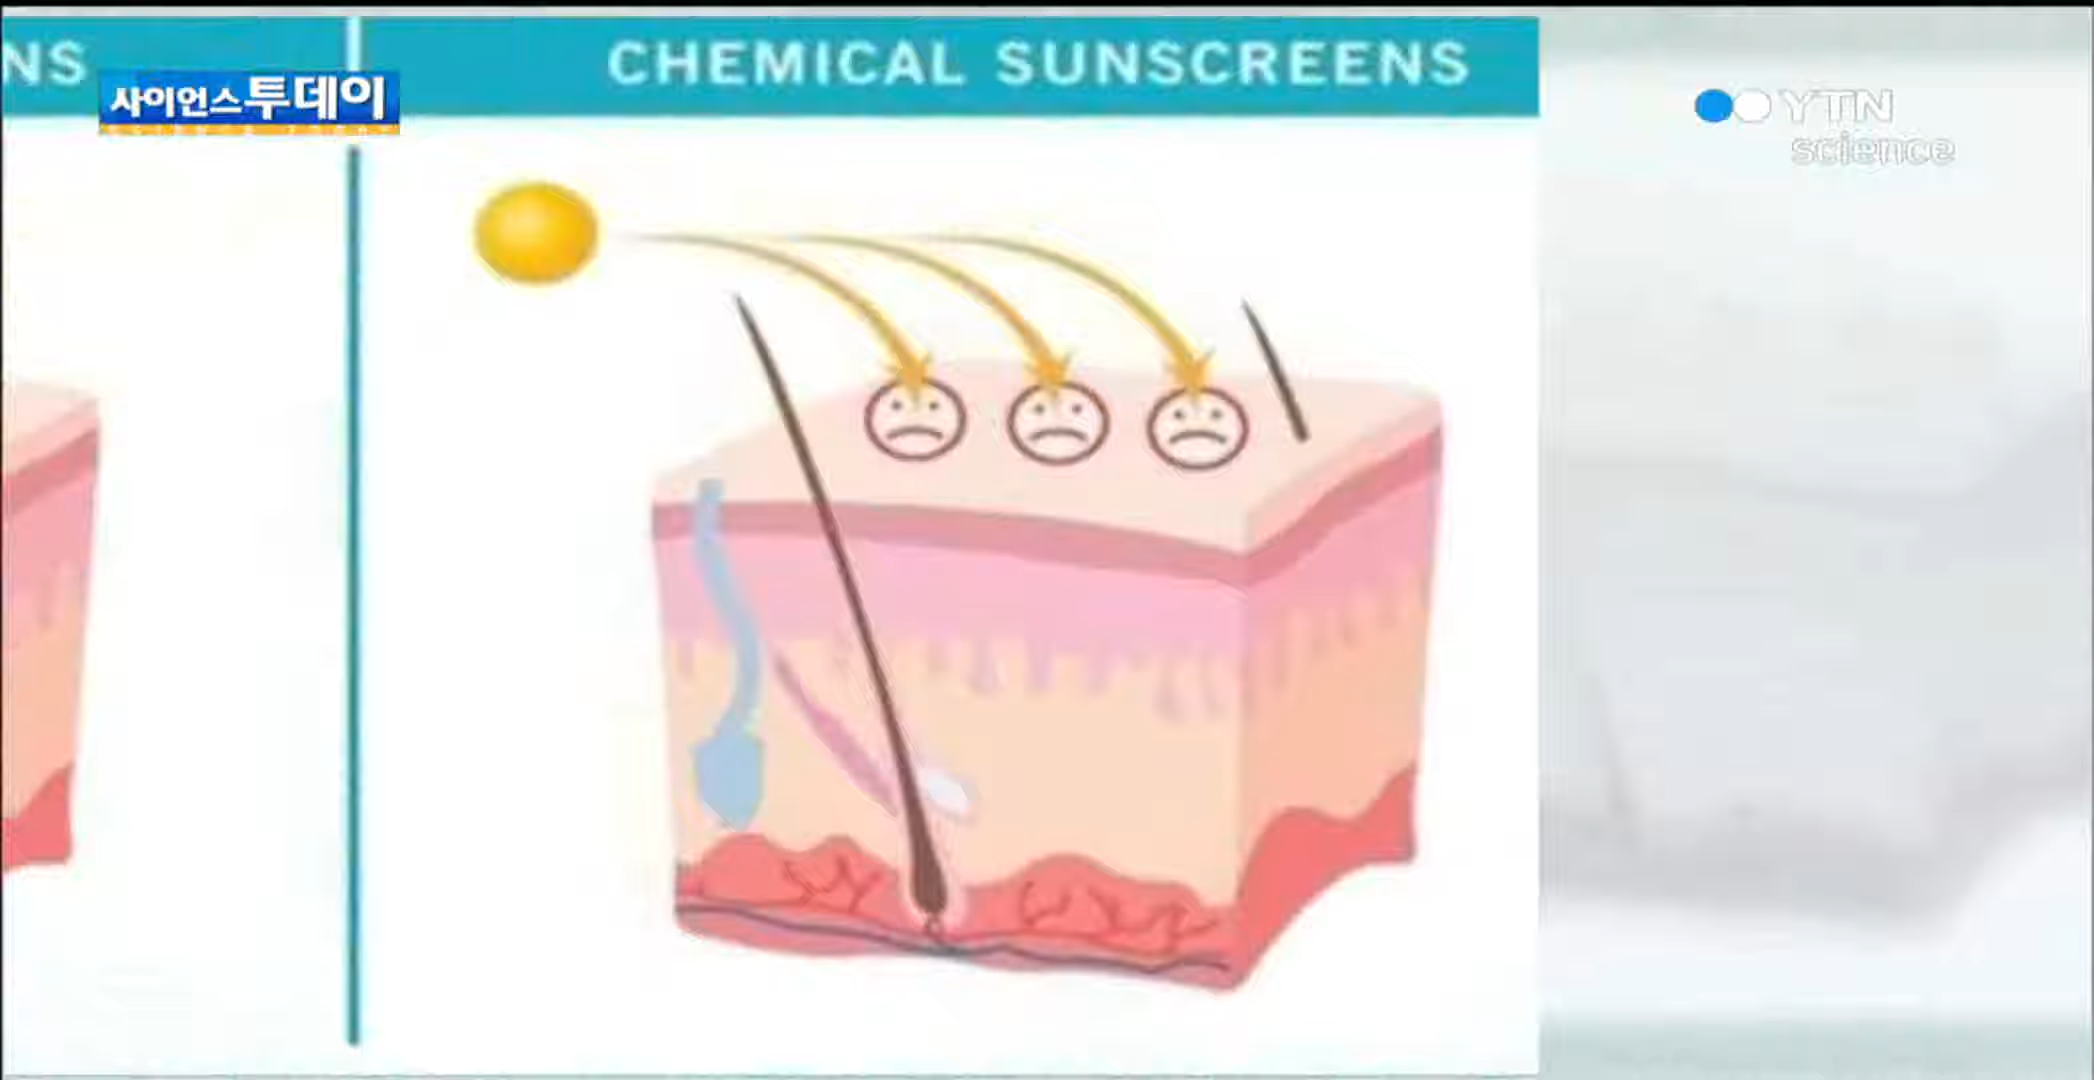 NS
CHEMICAL SUNSCREENS
사이언스투데이
YTN
science